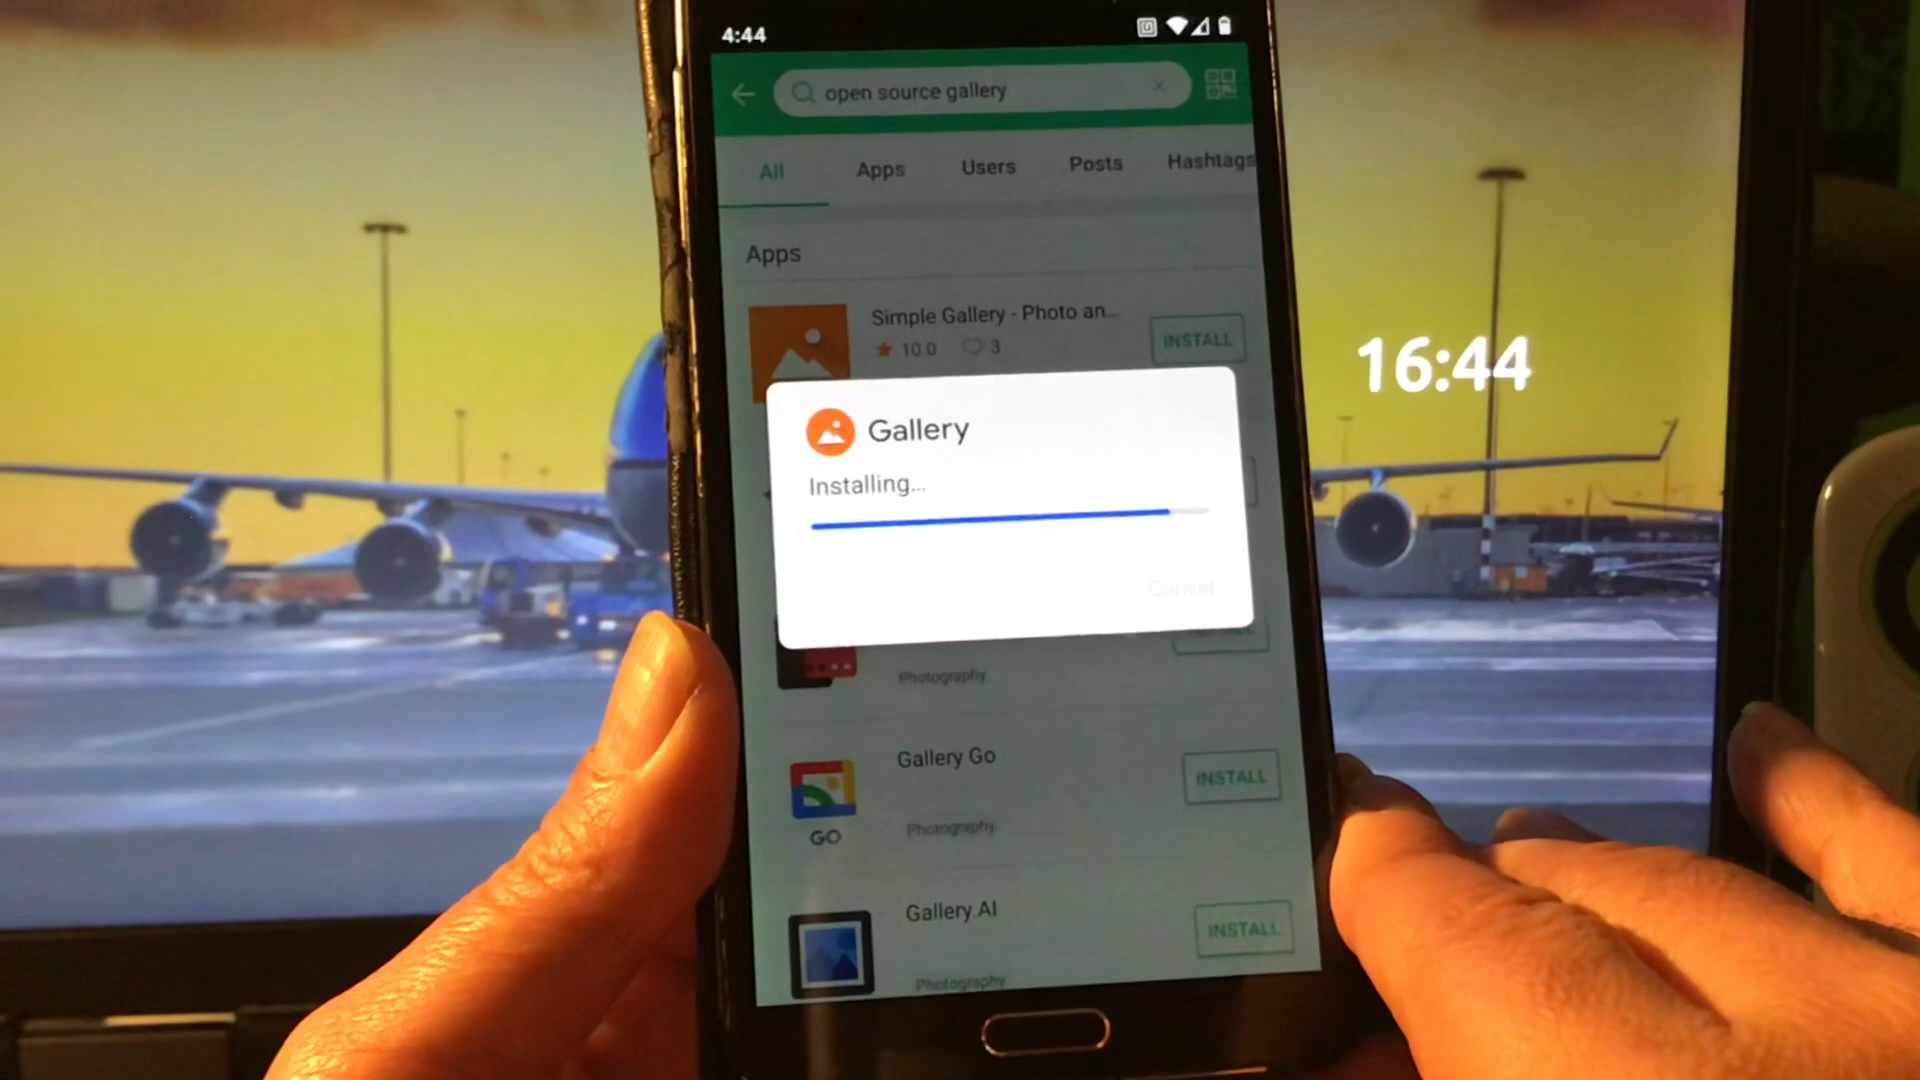 4:44
open source gallery
All Apps Users Posts Hashtags
Apps
Simple Gallery - Photo an...
10.0 3
INSTALL
16:44
Gallery
Installing...
Cancel
Photography
Gallery Go
INSTALL
GO
Photography
Gallery.AI
INSTALL
Photography